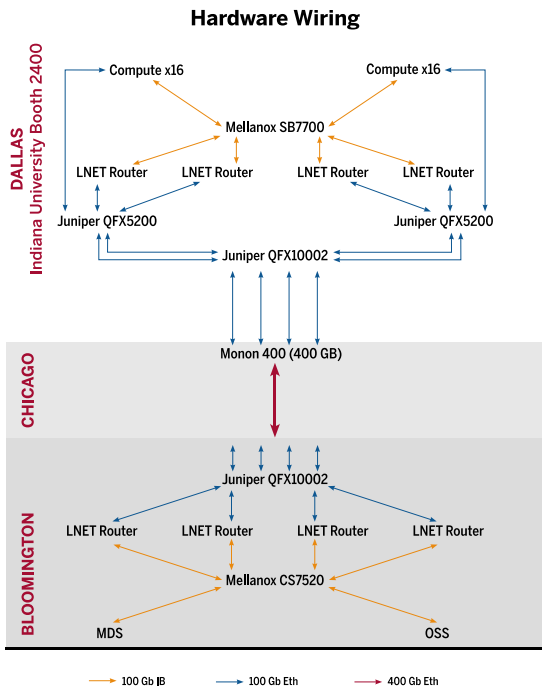 Hardware Wiring
DALLAS
Indiana University Booth 2400
Compute x16
Compute x16
Mellanox SB7700
LNET Router
LNET Router
LNET Router
LNET Router
Juniper QFX5200
Juniper QFX5200
Juniper QFX10002
CHICAGO
Monon 400 (400 GB)
BLOOMINGTON
Juniper QFX10002
LNET Router
LNET Router
LNET Router
LNET Router
Mellanox CS7520
MDS
OSS
100 Gb IB
100 Gb Eth
400 Gb Eth